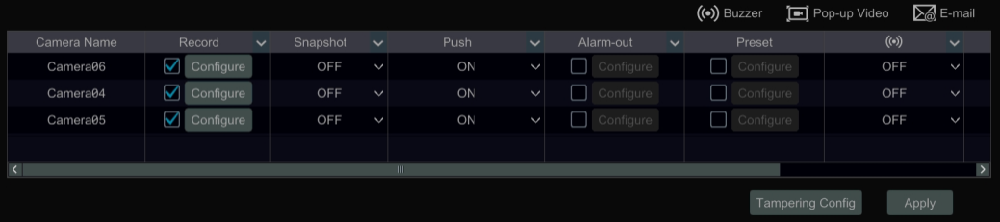 Buzzer Pop-up Video E-mail
Camera Name Record Snapshot Push Alarm-out Preset
Camera06 Configure OFF ON Configure Configure OFF
Camera04 Configure OFF ON Configure Configure OFF
Camera05 Configure OFF ON Configure Configure OFF
Tampering Config Apply